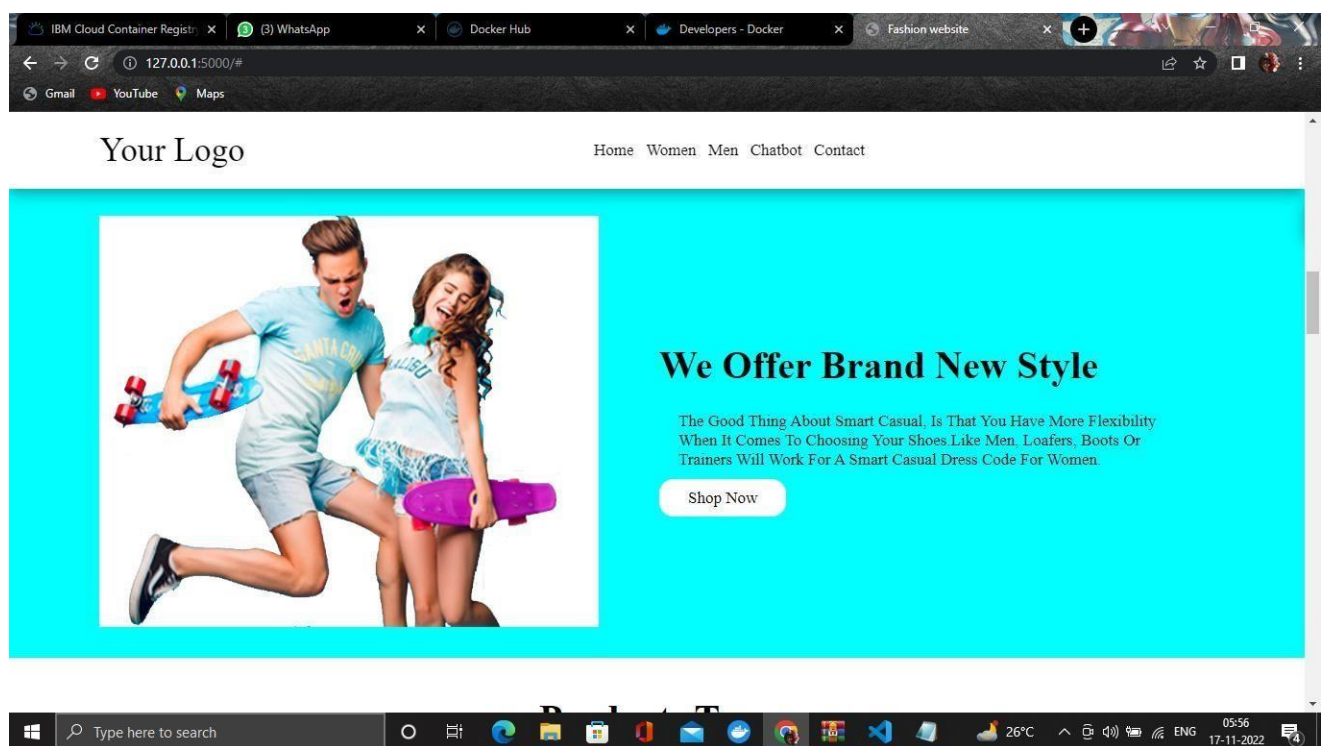 IBM Cloud Container Registr
(3) WhatsApp
Docker Hub
Developers - Docker
Fashion website
127.0.0.1:5000/#
Gmail YouTube Maps
Your Logo
Home Women Men Chatbot Contact
SANTA CRU
MALIBU
We Offer Brand New Style
The Good Thing About Smart Casual, Is That You Have More Flexibility
When It Comes To Choosing Your Shoes.Like Men, Loafers, Boots Or
Trainers Will Work For A Smart Casual Dress Code For Women.
Shop Now
Type here to search
26°C
ENG
05:56
17-11-2022
4